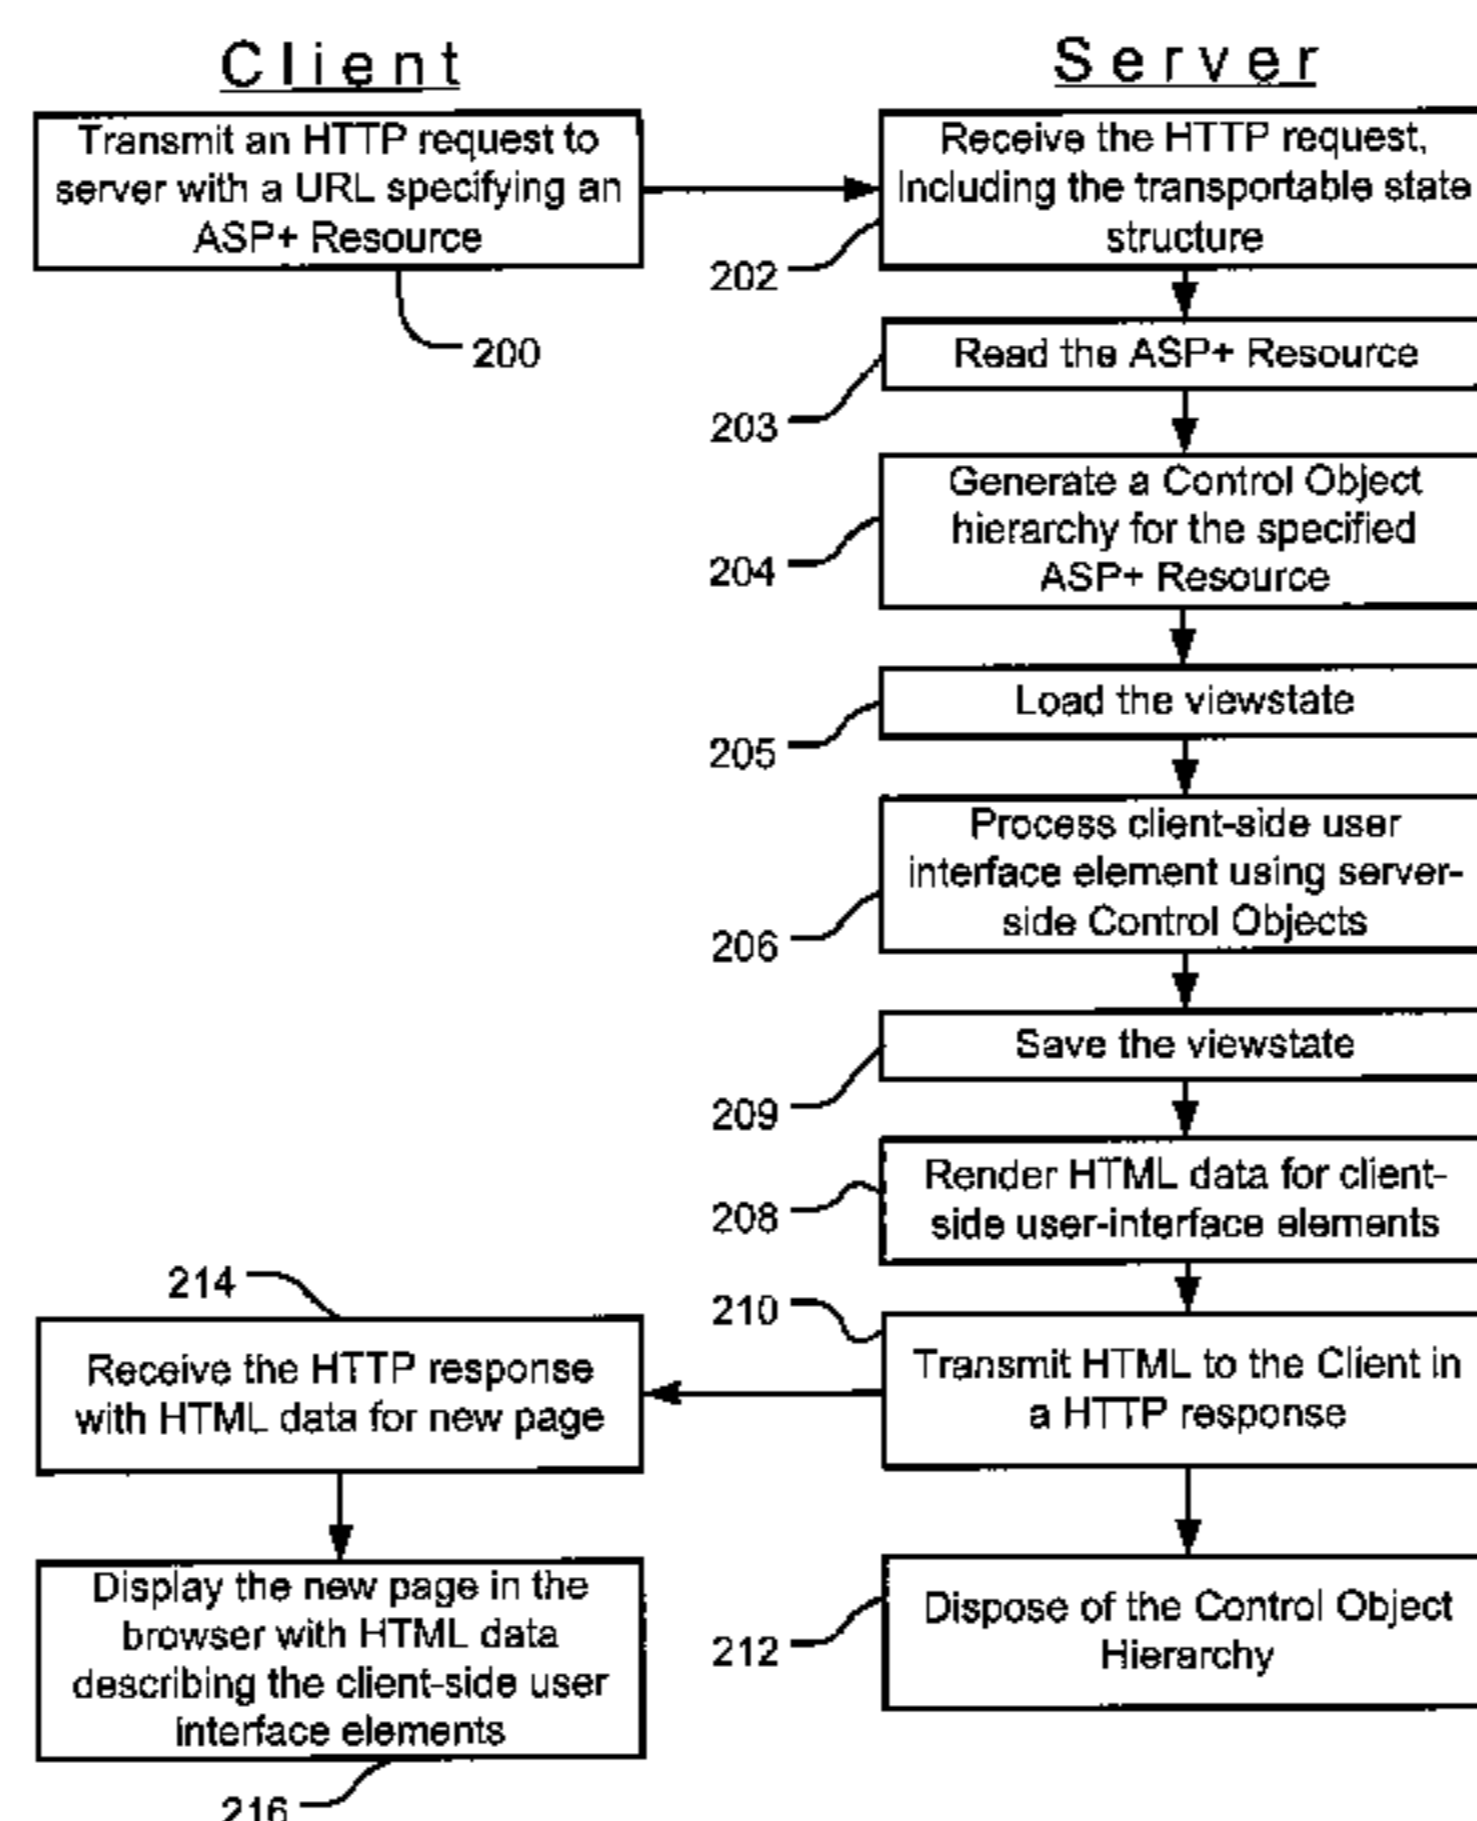 Client
Server
Transmit an HTTP request to
server with a URL specifying an
ASP+ Resource
200
Receive the HTTP request,
Including the transportable state
structure
202
Read the ASP+ Resource
203
Generate a Control Object
hierarchy for the specified
ASP+ Resource
204
Load the viewstate
205
Process client-side user
interface element using server-
side Control Objects
206
Save the viewstate
209
Render HTML data for client-
side user-interface elements
208
210
Transmit HTML to the Client in
a HTTP response
214
Receive the HTTP response
with HTML data for new page
Display the new page in the
browser with HTML data
describing the client-side user
interface elements
216
Dispose of the Control Object
Hierarchy
212